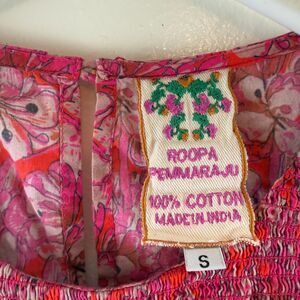 ROOPA
PEMMARAJU
100% COTTON
MADE IN INDIA
S